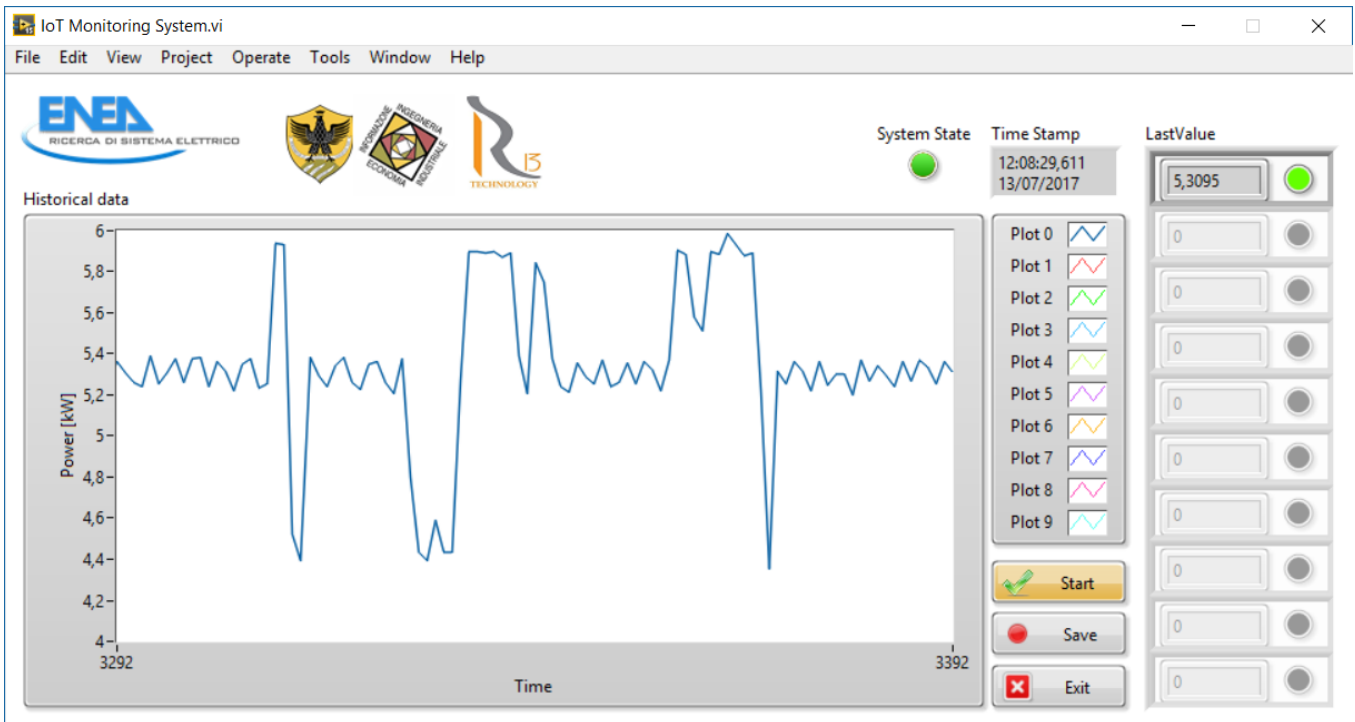 IoT Monitoring System.vi
File Edit View Project Operate Tools Window Help
ENEA
RICERCA DI SISTEMA ELETTRICO
INGEGNERIA
INFORMAZIONE
INDUSTRIALE
ECONOMIA
R
13
TECHNOLOGY
System State
Time Stamp
12:08:29,611
13/07/2017
LastValue
5,3095
0
0
0
0
0
0
0
0
0
Historical data
Power [kW]
6
5,8
5,6
5,4
5,2
5
4,8
4,6
4,4
4,2
4
3292
3392
Time
Plot 0
Plot 1
Plot 2
Plot 3
Plot 4
Plot 5
Plot 6
Plot 7
Plot 8
Plot 9
Start
Save
Exit